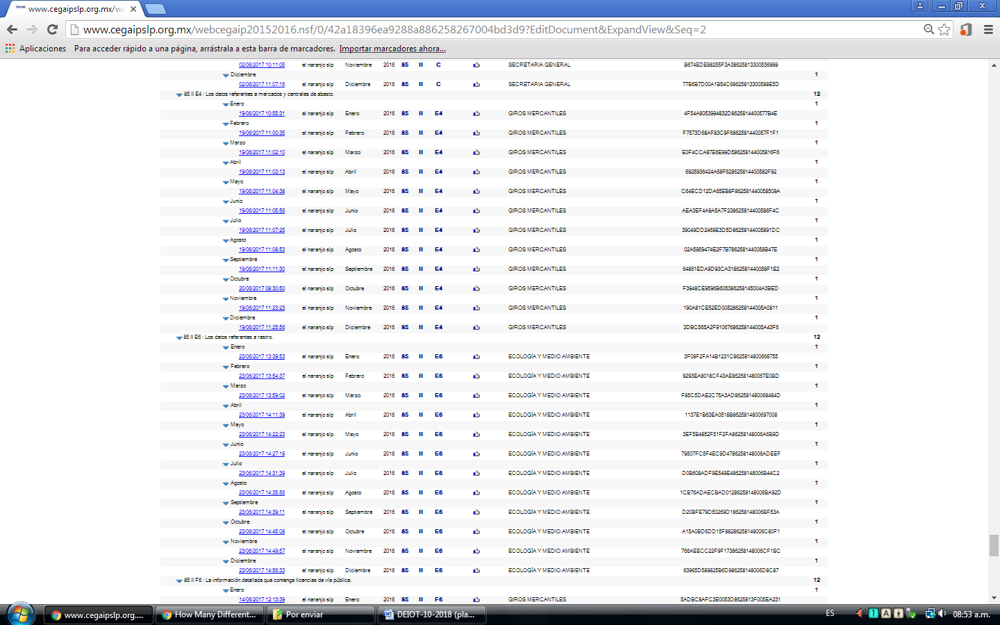 www.cegaipslp.org.mx/we
www.cegaipslp.org.mx/webcegaip20152016.nsf/0/42a18396ea9288a886258267004bd3d9?EditDocument&ExpandView&Seq=2
Aplicaciones Para acceder rápido a una página, arrástrala a esta barra de marcadores. Importar marcadores ahora...
02/06/2017 10:11:05 el naranjo slp Noviembre 2016 85 II C SECRETARIA GENERAL B674EDE88255F3A38625813300536999
Diciembre 1
02/06/2017 11:07:16 el naranjo slp Diciembre 2016 85 II C SECRETARIA GENERAL 77B6B7D00A1B54C68625813300588E5D
85 II E4 : Los datos referentes a mercados y centrales de abasto. 12
Enero 1
19/06/2017 10:55:31 el naranjo slp Enero 2016 85 II E4 GIROS MERCANTILES 4F54A8053994832D8625814400577B4E
Febrero 1
19/06/2017 11:00:35 el naranjo slp Febrero 2016 85 II E4 GIROS MERCANTILES F7573D68AF83C9F6862581440057F1F1
Marzo 1
19/06/2017 11:02:10 el naranjo slp Marzo 2016 85 II E4 GIROS MERCANTILES E0F4CCA87E6E99D586258144005816F6
Abril 1
19/06/2017 11:03:13 el naranjo slp Abril 2016 85 II E4 GIROS MERCANTILES 6925936424A68F628625814400582F92
Mayo 1
19/06/2017 11:04:38 el naranjo slp Mayo 2016 85 II E4 GIROS MERCANTILES C64ECD12DA65EB8F862581440058509A
Junio 1
19/06/2017 11:05:56 el naranjo slp Junio 2016 85 II E4 GIROS MERCANTILES AEA3EF4A9A5A7F238625814400586F4C
Julio 1
19/06/2017 11:07:25 el naranjo slp Julio 2016 85 II E4 GIROS MERCANTILES 39049DD2469E3D5D86258144005891DC
Agosto 1
19/06/2017 11:08:53 el naranjo slp Agosto 2016 85 II E4 GIROS MERCANTILES 02A5959474E2F7B7862581440058B47E
Septiembre 1
19/06/2017 11:11:30 el naranjo slp Septiembre 2016 85 II E4 GIROS MERCANTILES 64861EDA9D93CA31862581440058F1E2
Octubre 1
20/06/2017 08:30:50 el naranjo slp Octubre 2016 85 II E4 GIROS MERCANTILES F3948CE9596B605386258145004A3BED
Noviembre 1
19/06/2017 11:23:23 el naranjo slp Noviembre 2016 85 II E4 GIROS MERCANTILES 190A81CE52ED005286258144005A0811
Diciembre 1
19/06/2017 11:25:56 el naranjo slp Diciembre 2016 85 II E4 GIROS MERCANTILES 3DBC565A2F91067686258144005A43F6
85 II E6 : Los datos referentes a rastro. 12
Enero 1
23/06/2017 13:39:53 el naranjo slp Enero 2016 85 II E6 ECOLOGÍA Y MEDIO AMBIENTE 3F08F2FA14B1231C8625814800668755
Febrero 1
23/06/2017 13:54:37 el naranjo slp Febrero 2016 85 II E6 ECOLOGÍA Y MEDIO AMBIENTE 9293EA8018CF43AE862581480067E0BD
Marzo 1
23/06/2017 13:59:02 el naranjo slp Marzo 2016 85 II E6 ECOLOGÍA Y MEDIO AMBIENTE F85C5DAE2C75A3AD862581480068484D
Abril 1
23/06/2017 14:11:39 el naranjo slp Abril 2016 85 II E6 ECOLOGÍA Y MEDIO AMBIENTE 1137E1B63EA0518B8625814800697008
Mayo 1
23/06/2017 14:22:23 el naranjo slp Mayo 2016 85 II E6 ECOLOGÍA Y MEDIO AMBIENTE 3EF5B4852F51F2FA86258148006A6B9D
Junio 1
23/06/2017 14:27:18 el naranjo slp Junio 2016 85 II E6 ECOLOGÍA Y MEDIO AMBIENTE 79507FC5F4EC9D4786258148006ADEEF
Julio 1
23/06/2017 14:31:39 el naranjo slp Julio 2016 85 II E6 ECOLOGÍA Y MEDIO AMBIENTE D0B608ADF9E549E486258148006B44C2
Agosto 1
23/06/2017 14:35:56 el naranjo slp Agosto 2016 85 II E6 ECOLOGÍA Y MEDIO AMBIENTE 1CB76ADAECBAD01286258148006BA92D
Septiembre 1
23/06/2017 14:39:11 el naranjo slp Septiembre 2016 85 II E6 ECOLOGÍA Y MEDIO AMBIENTE D20BFE79D50269D186258148006BF53A
Octubre 1
23/06/2017 14:45:08 el naranjo slp Octubre 2016 85 II E6 ECOLOGÍA Y MEDIO AMBIENTE A15A0BD6DD15F88286258148006C80F1
Noviembre 1
23/06/2017 14:49:57 el naranjo slp Noviembre 2016 85 II E6 ECOLOGÍA Y MEDIO AMBIENTE 766AEECC22F9F17386258148006CF1BC
Diciembre 1
23/06/2017 14:56:33 el naranjo slp Diciembre 2016 85 II E6 ECOLOGÍA Y MEDIO AMBIENTE 63965D589825B6D986258148006D8C87
85 II F6 : La información detallada que contenga licencias de vía pública. 12
Enero 1
14/06/2017 12:13:39 el naranjo slp Enero 2016 85 II F6 GIROS MERCANTILES 5ADBC8AFC3E0053D8625813F005EA231
www.cegaipslp.org.... How Many Different... Por enviar DEIOT-10-2018 (pla... ES 08:53 a.m.